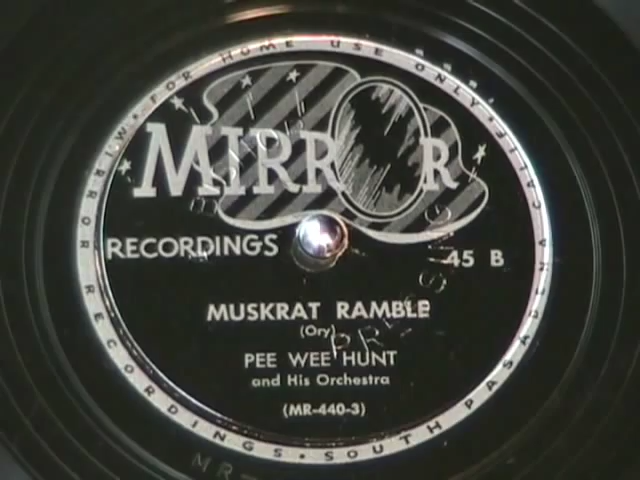 MIRROR RECORDINGS • SOUTH PASADENA CALIF. • FOR HOME USE ONLY
MIRROR
RECORDINGS
45 B
MUSKRAT RAMBLE
(Ory)
PEE WEE HUNT
and His Orchestra
(MR-440-3)
PRESSING